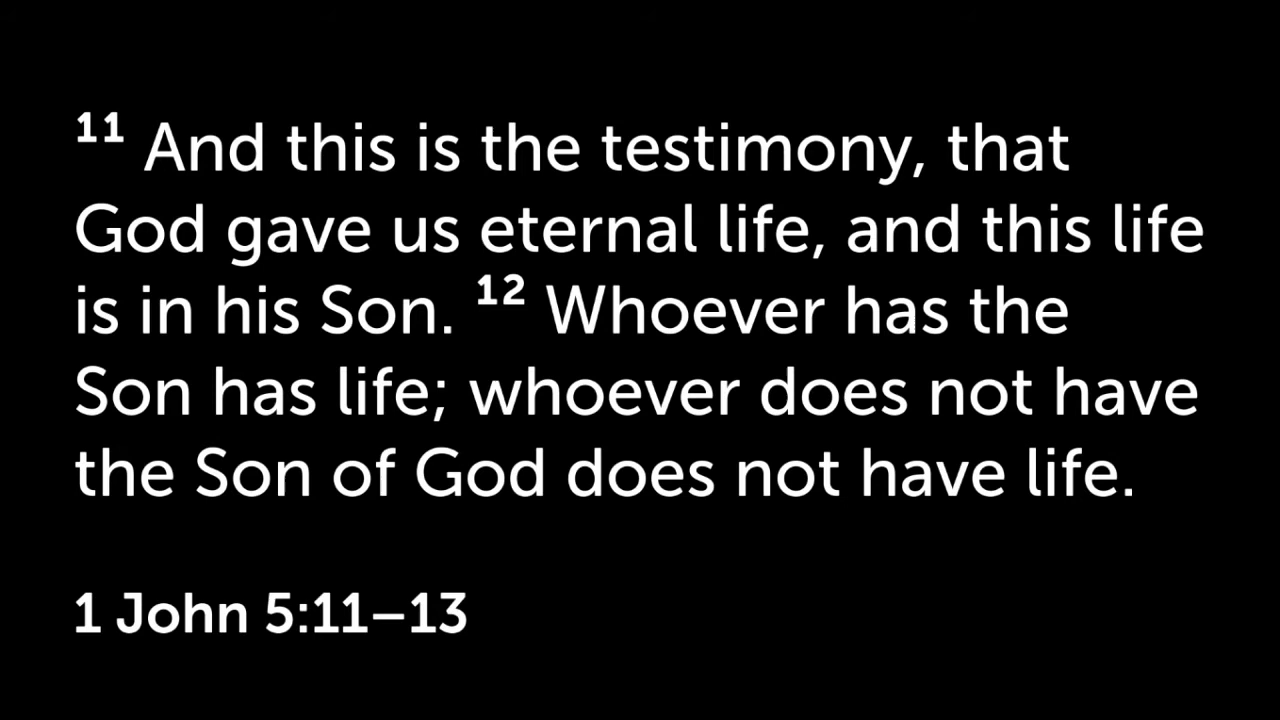 11 And this is the testimony, that
God gave us eternal life, and this life
is in his Son. 12 Whoever has the
Son has life; whoever does not have
the Son of God does not have life.
1 John 5:11–13